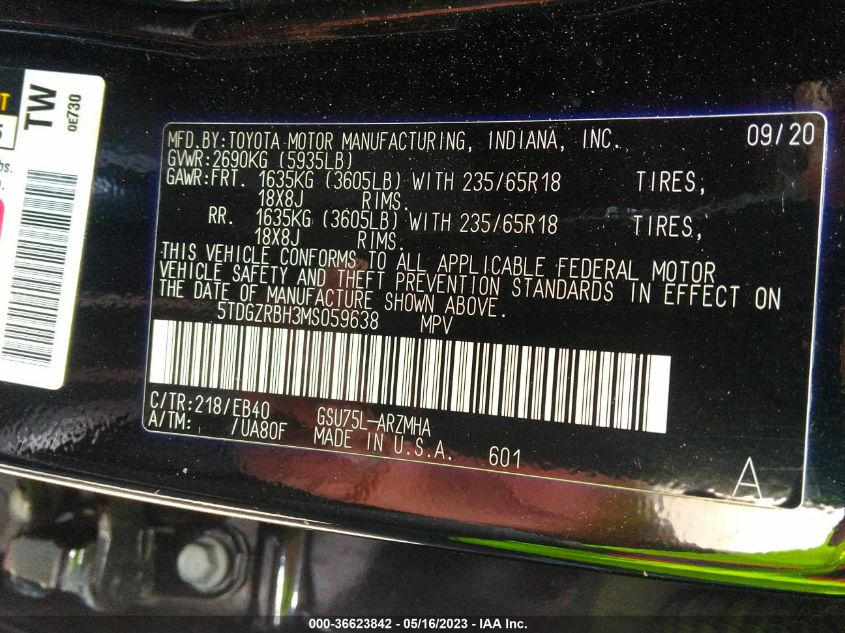 T
5
TW
0E730
bs.
MFD.BY:TOYOTA MOTOR MANUFACTURING, INDIANA, INC. 09/20
GVWR:2690KG (5935LB)
GAWR:FRT. 1635KG (3605LB) WITH 235/65R18 TIRES,
18X8J RIMS.
RR. 1635KG (3605LB) WITH 235/65R18 TIRES,
18X8J RIMS.
THIS VEHICLE CONFORMS TO ALL APPLICABLE FEDERAL MOTOR
VEHICLE SAFETY AND THEFT PREVENTION STANDARDS IN EFFECT ON
THE DATE OF MANUFACTURE SHOWN ABOVE.
5TDGZRBH3MS059638 MPV
C/TR:218/EB40 GSU75L-ARZMHA
A/TM: /UA80F MADE IN U.S.A. 601
A
000-36623842 - 05/16/2023 - IAA Inc.